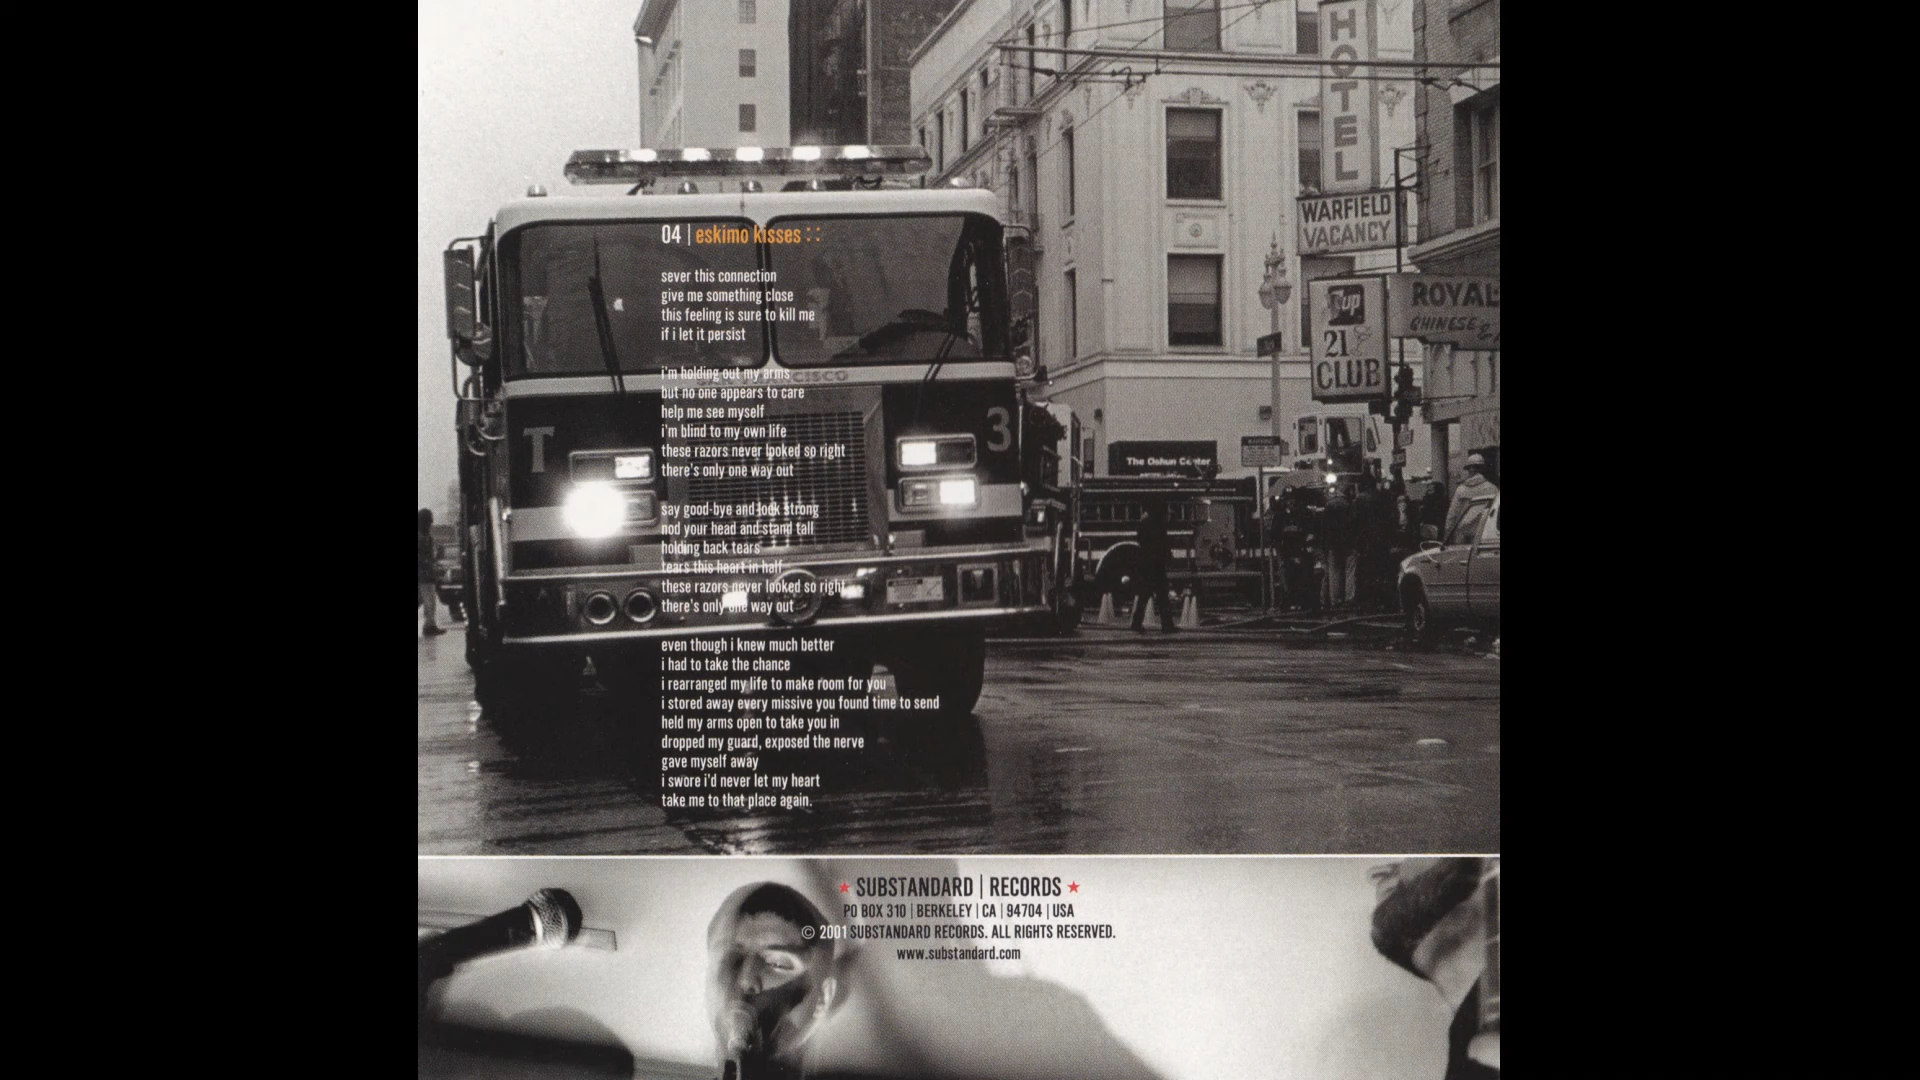 HOTEL
WARFIELD
VACANCY
7up
21
CLUB
ROYAL
CHINESE &
The Oshun Center
SAN FRANCISCO
T
3
04 | eskimo kisses ::
sever this connection
give me something close
this feeling is sure to kill me
if i let it persist
i'm holding out my arms
but no one appears to care
help me see myself
i'm blind to my own life
these razors never looked so right
there's only one way out
say good-bye and look strong
nod your head and stand tall
holding back tears
tears this heart in half
these razors never looked so right
there's only one way out
even though i knew much better
i had to take the chance
i rearranged my life to make room for you
i stored away every missive you found time to send
held my arms open to take you in
dropped my guard, exposed the nerve
gave myself away
i swore i'd never let my heart
take me to that place again.
★ SUBSTANDARD | RECORDS ★
PO BOX 310 | BERKELEY | CA | 94704 | USA
© 2001 SUBSTANDARD RECORDS. ALL RIGHTS RESERVED.
www.substandard.com